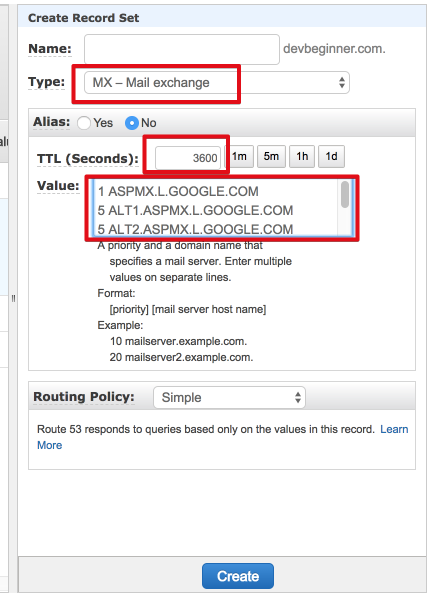 Create Record Set
Name: devbeginner.com.
Type: MX – Mail exchange
Alias: Yes No
TTL (Seconds): 3600 1m 5m 1h 1d
Value: 1 ASPMX.L.GOOGLE.COM
5 ALT1.ASPMX.L.GOOGLE.COM
5 ALT2.ASPMX.L.GOOGLE.COM
A priority and a domain name that
specifies a mail server. Enter multiple
values on separate lines.
Format:
[priority] [mail server host name]
Example:
10 mailserver.example.com.
20 mailserver2.example.com.
Routing Policy: Simple
Route 53 responds to queries based only on the values in this record. Learn
More
Create